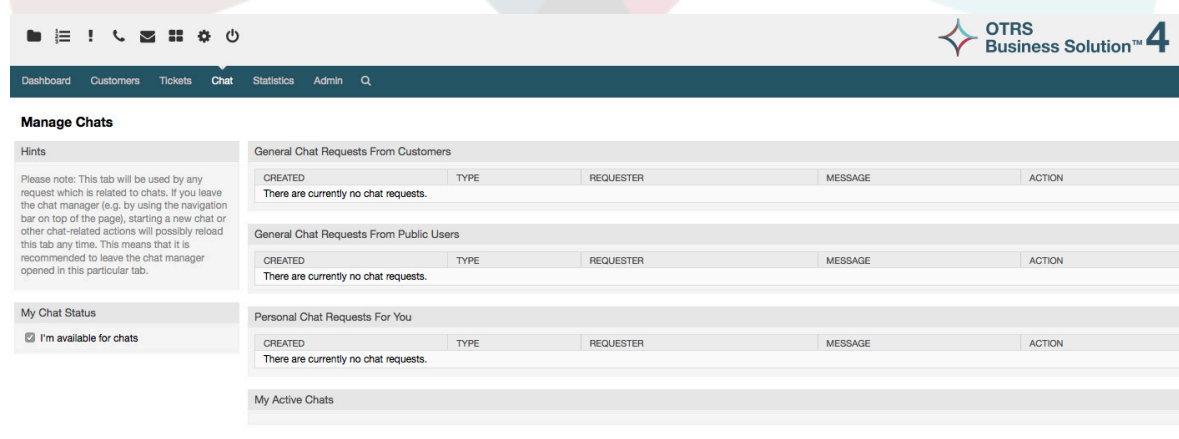 OTRS
Business Solution™ 4
Dashboard Customers Tickets Chat Statistics Admin
Manage Chats
Hints
Please note: This tab will be used by any
request which is related to chats. If you leave
the chat manager (e.g. by using the navigation
bar on top of the page), starting a new chat or
other chat-related actions will possibly reload
this tab any time. This means that it is
recommended to leave the chat manager
opened in this particular tab.
My Chat Status
I'm available for chats
General Chat Requests From Customers
CREATED TYPE REQUESTER MESSAGE ACTION
There are currently no chat requests.
General Chat Requests From Public Users
CREATED TYPE REQUESTER MESSAGE ACTION
There are currently no chat requests.
Personal Chat Requests For You
CREATED TYPE REQUESTER MESSAGE ACTION
There are currently no chat requests.
My Active Chats